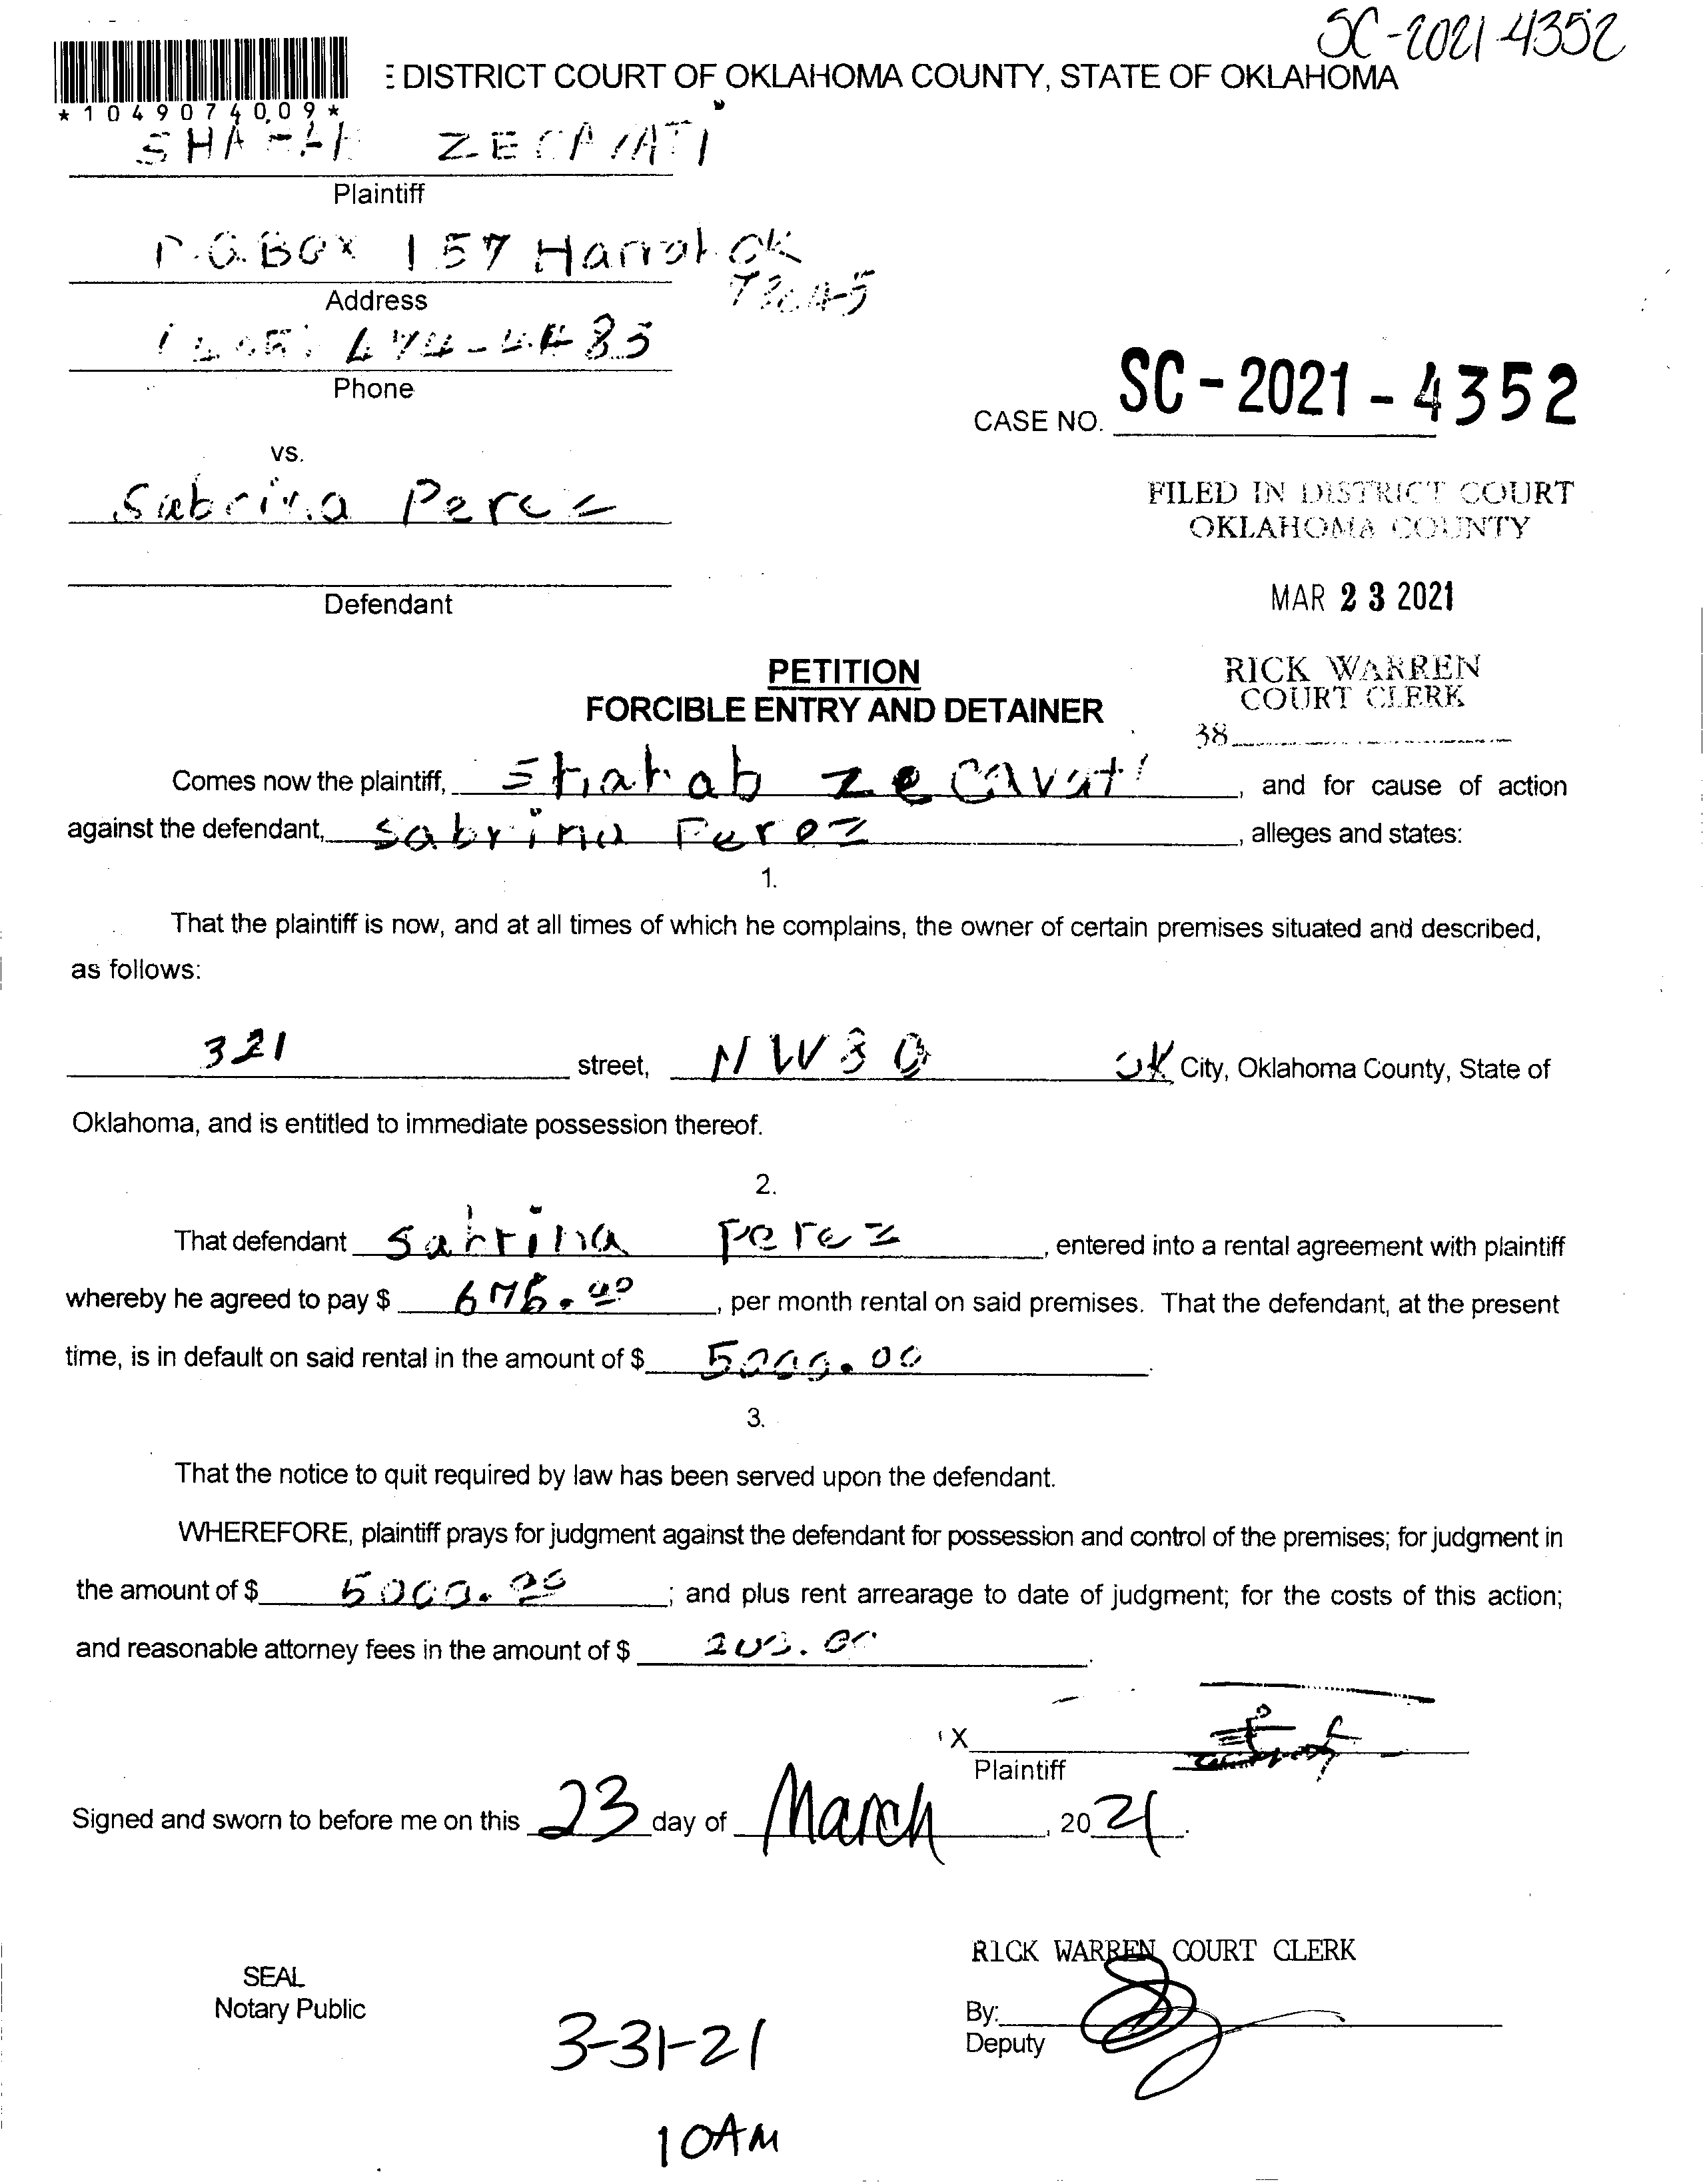 SC-2021-4352
DISTRICT COURT OF OKLAHOMA COUNTY, STATE OF OKLAHOMA
*1049074009*
Plaintiff
P.O.BOX 157 OK
Address
Phone
CASE NO. SC-2021-4352
vs.
Sabrina Perez
FILED IN DISTRICT COURT
OKLAHOMA COUNTY
Defendant
MAR 23 2021
PETITION
FORCIBLE ENTRY AND DETAINER
RICK WARREN
COURT CLERK
38
Comes now the plaintiff, Shahab zecavati, and for cause of action
against the defendant, Sabrina Perez, alleges and states:
1.
That the plaintiff is now, and at all times of which he complains, the owner of certain premises situated and described,
as follows:
321 street, NW 80 OK City, Oklahoma County, State of
Oklahoma, and is entitled to immediate possession thereof.
2.
That defendant Sabrina Perez, entered into a rental agreement with plaintiff
whereby he agreed to pay $ 675.00, per month rental on said premises. That the defendant, at the present
time, is in default on said rental in the amount of $ 5000.00.
3.
That the notice to quit required by law has been served upon the defendant.
WHEREFORE, plaintiff prays for judgment against the defendant for possession and control of the premises; for judgment in
the amount of $ 5000.00; and plus rent arrearage to date of judgment; for the costs of this action;
and reasonable attorney fees in the amount of $ 200.00.
X
Plaintiff
Signed and sworn to before me on this 23 day of March, 2021.
RICK WARREN COURT CLERK
SEAL
Notary Public
By:
Deputy
3-31-21
10AM